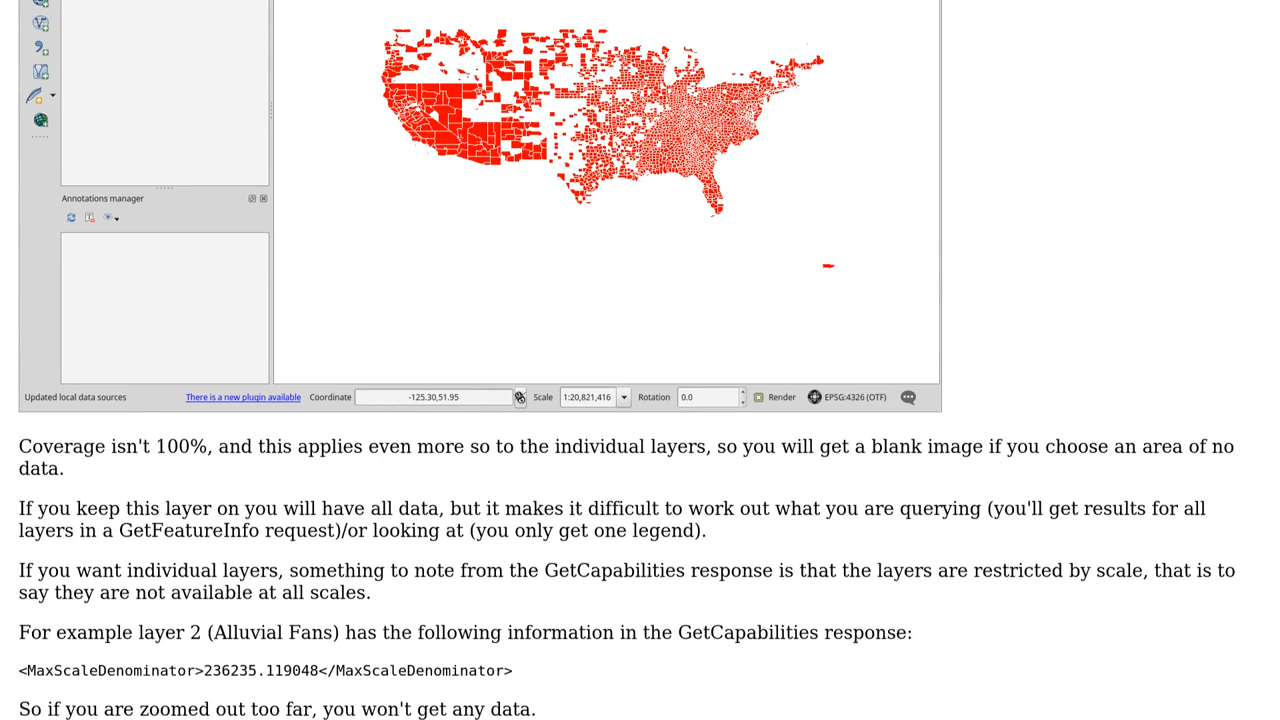 Annotations manager
Updated local data sources There is a new plugin available Coordinate -125.30,51.95 Scale 1:20,821,416 Rotation 0.0 Render EPSG:4326 (OTF)
Coverage isn't 100%, and this applies even more so to the individual layers, so you will get a blank image if you choose an area of no
data.
If you keep this layer on you will have all data, but it makes it difficult to work out what you are querying (you'll get results for all
layers in a GetFeatureInfo request)/or looking at (you only get one legend).
If you want individual layers, something to note from the GetCapabilities response is that the layers are restricted by scale, that is to
say they are not available at all scales.
For example layer 2 (Alluvial Fans) has the following information in the GetCapabilities response:
<MaxScaleDenominator>236235.119048</MaxScaleDenominator>
So if you are zoomed out too far, you won't get any data.